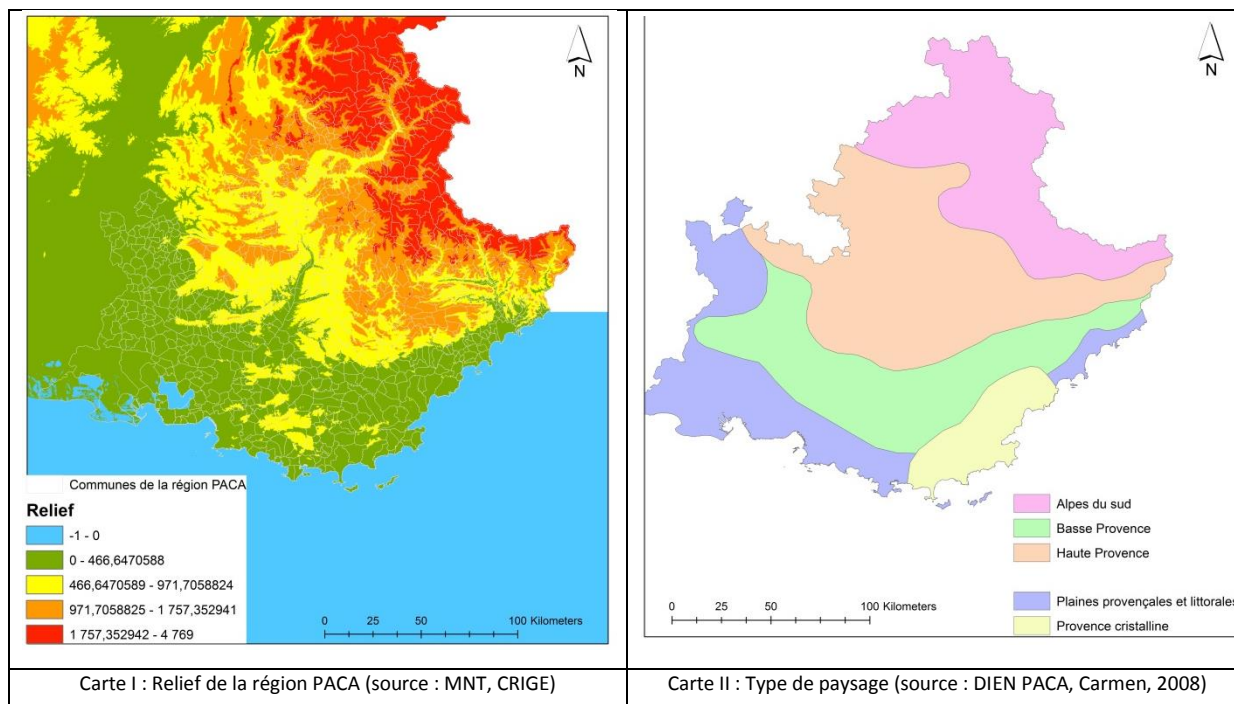 N
Communes de la région PACA
Relief
-1 - 0
0 - 466,6470588
466,6470589 - 971,7058824
971,7058825 - 1 757,352941
1 757,352942 - 4 769
0 50 100 Kilometers
Carte I : Relief de la région PACA (source : MNT, CRIGE)
N
Alpes du sud
Basse Provence
Haute Provence
Plaines provençales et littorales
Provence cristalline
0 50 100 Kilometers
Carte II : Type de paysage (source : DIEN PACA, Carmen, 2008)